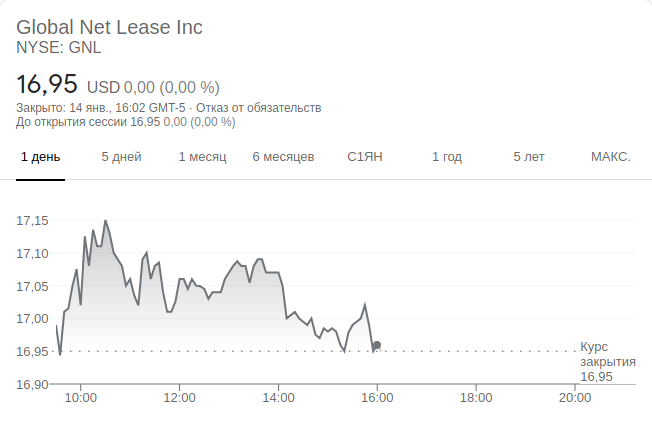 Global Net Lease Inc
NYSE: GNL
16,95 USD 0,00 (0,00 %)
Закрыто: 14 янв., 16:02 GMT-5 · Отказ от обязательств
До открытия сессии 16,95 0,00 (0,00 %)
1 день 5 дней 1 месяц 6 месяцев С1ЯН 1 год 5 лет МАКС.
17,15
17,10
17,05
17,00
16,95
16,90
Курс
закрытия
16,95
10:00 12:00 14:00 16:00 18:00 20:00